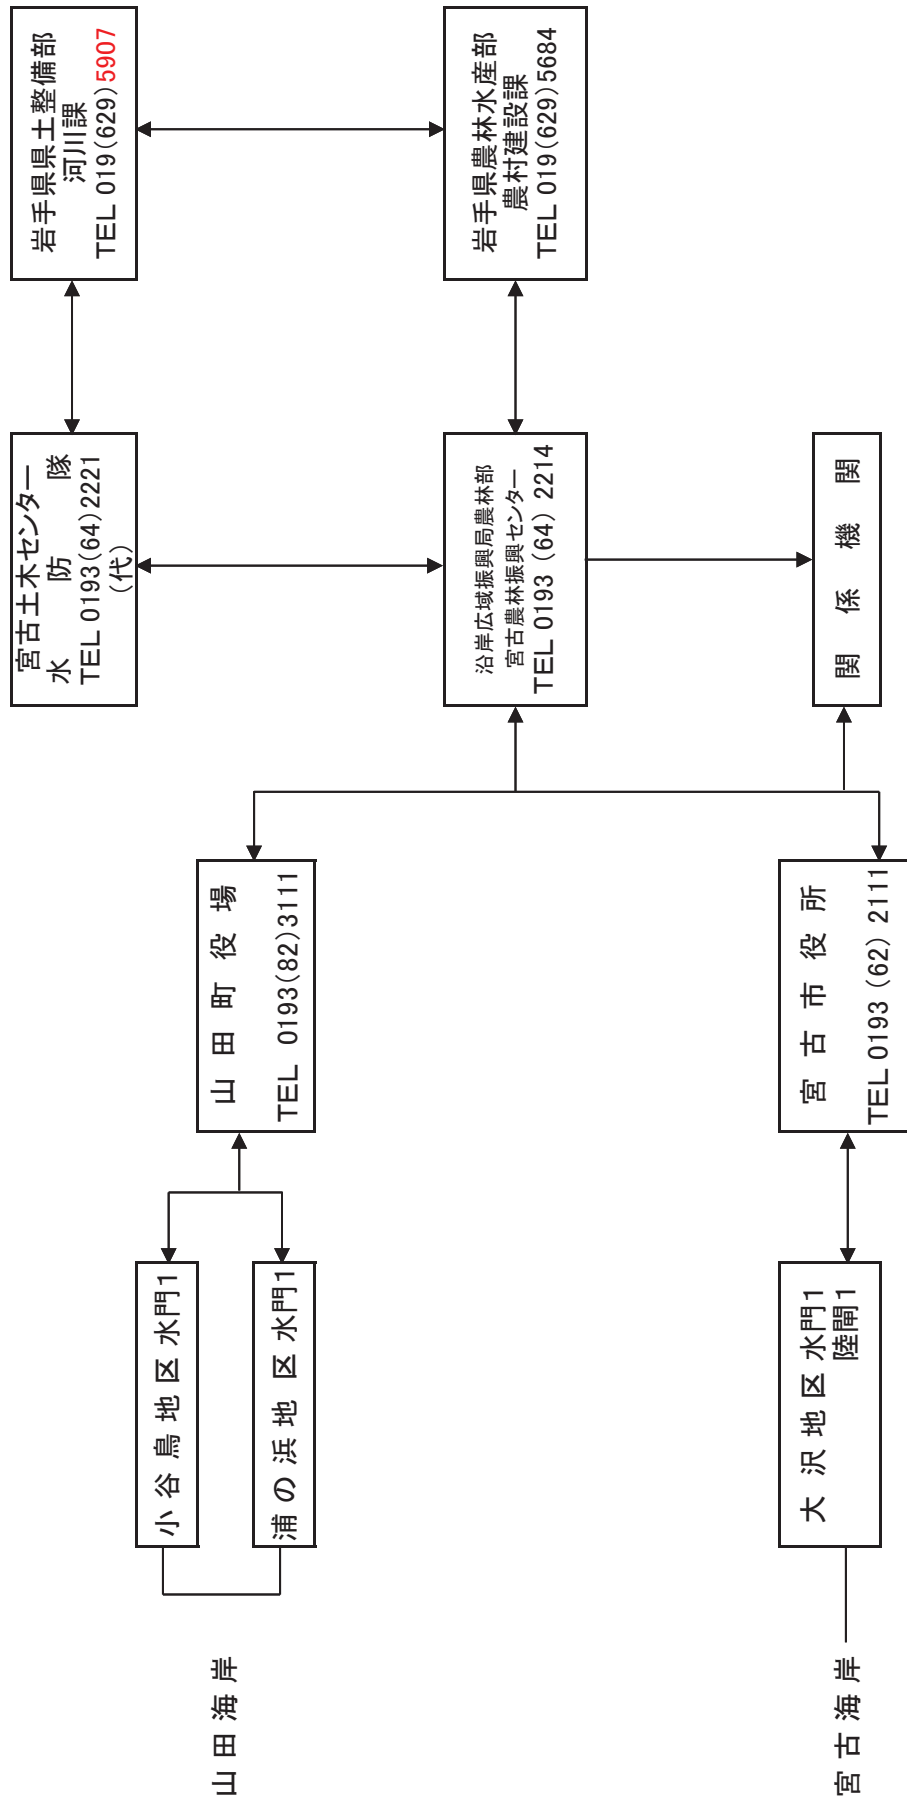 山田海岸
小谷鳥地区水門1
浦の浜地区水門1
山田町役場
TEL 0193(82)3111
宮古海岸
大沢地区水門1
陸閘1
宮古市役所
TEL 0193 (62) 2111
宮古土木センター
水防隊
TEL 0193(64)2221
(代)
沿岸広域振興局農林部
宮古農林振興センター
TEL 0193 (64) 2214
関係機関
岩手県県土整備部
河川課
TEL 019(629)5907
岩手県農林水産部
農村建設課
TEL 019(629)5684